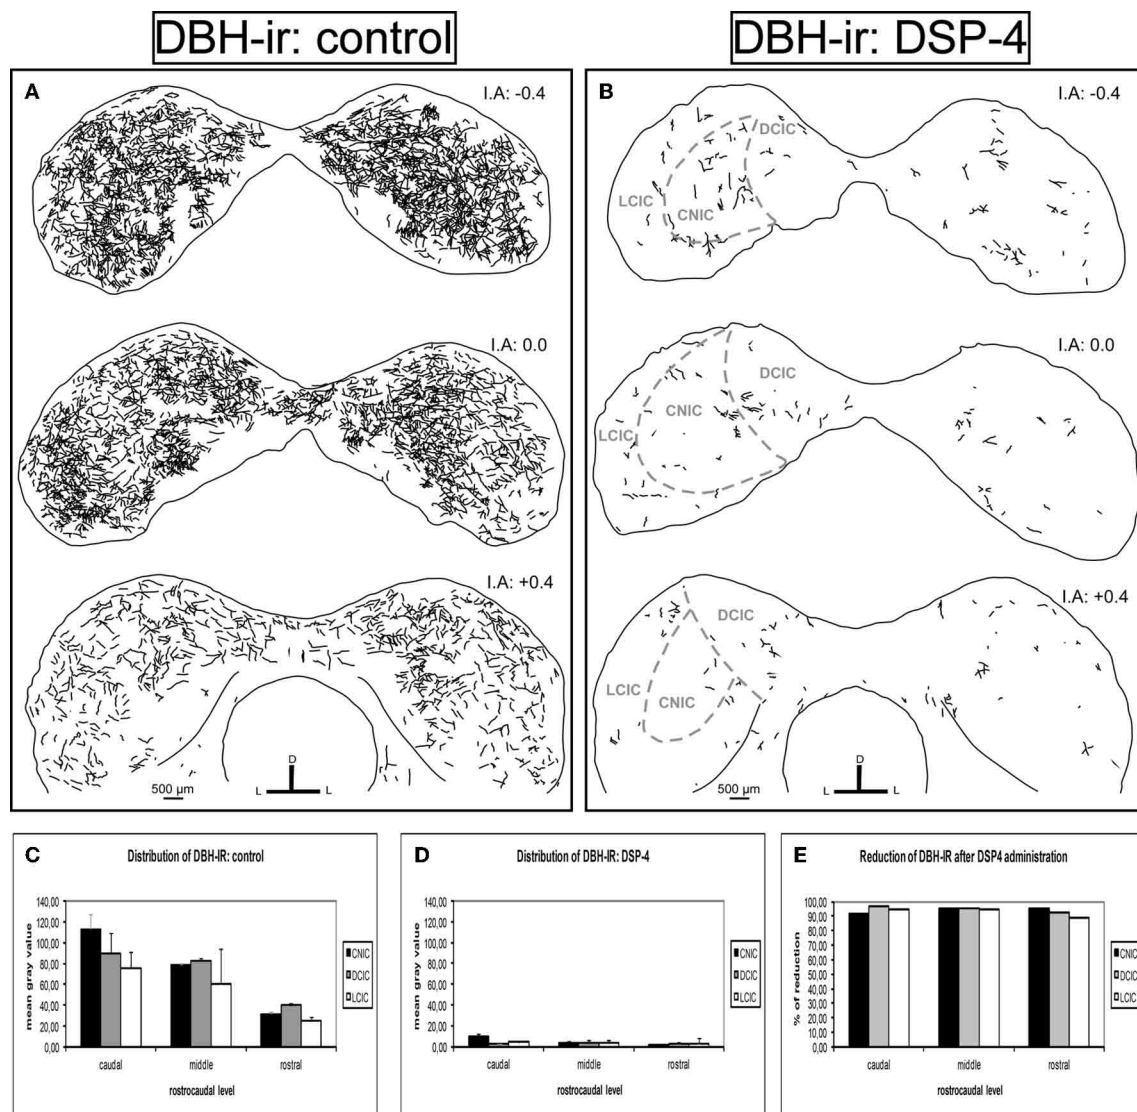 DBH-ir: control
DBH-ir: DSP-4
A
I.A: -0.4
I.A: 0.0
I.A: +0.4
500 µm
D
L
L
B
I.A: -0.4
DCIC
LCIC
CNIC
I.A: 0.0
DCIC
CNIC
LCIC
I.A: +0.4
DCIC
LCIC
CNIC
500 µm
D
L
L
C
Distribution of DBH-IR: control
mean gray value
140,00
120,00
100,00
80,00
60,00
40,00
20,00
0,00
caudal
middle
rostral
rostrocaudal level
CNIC
DCIC
LCIC
D
Distribution of DBH-IR: DSP-4
mean gray value
140,00
120,00
100,00
80,00
60,00
40,00
20,00
0,00
caudal
middle
rostral
rostrocaudal level
CNIC
DCIC
LCIC
E
Reduction of DBH-IR after DSP4 administration
% of reduction
100,00
90,00
80,00
70,00
60,00
50,00
40,00
30,00
20,00
10,00
0,00
caudal
middle
rostral
rostrocaudal level
CNIC
DCIC
LCIC